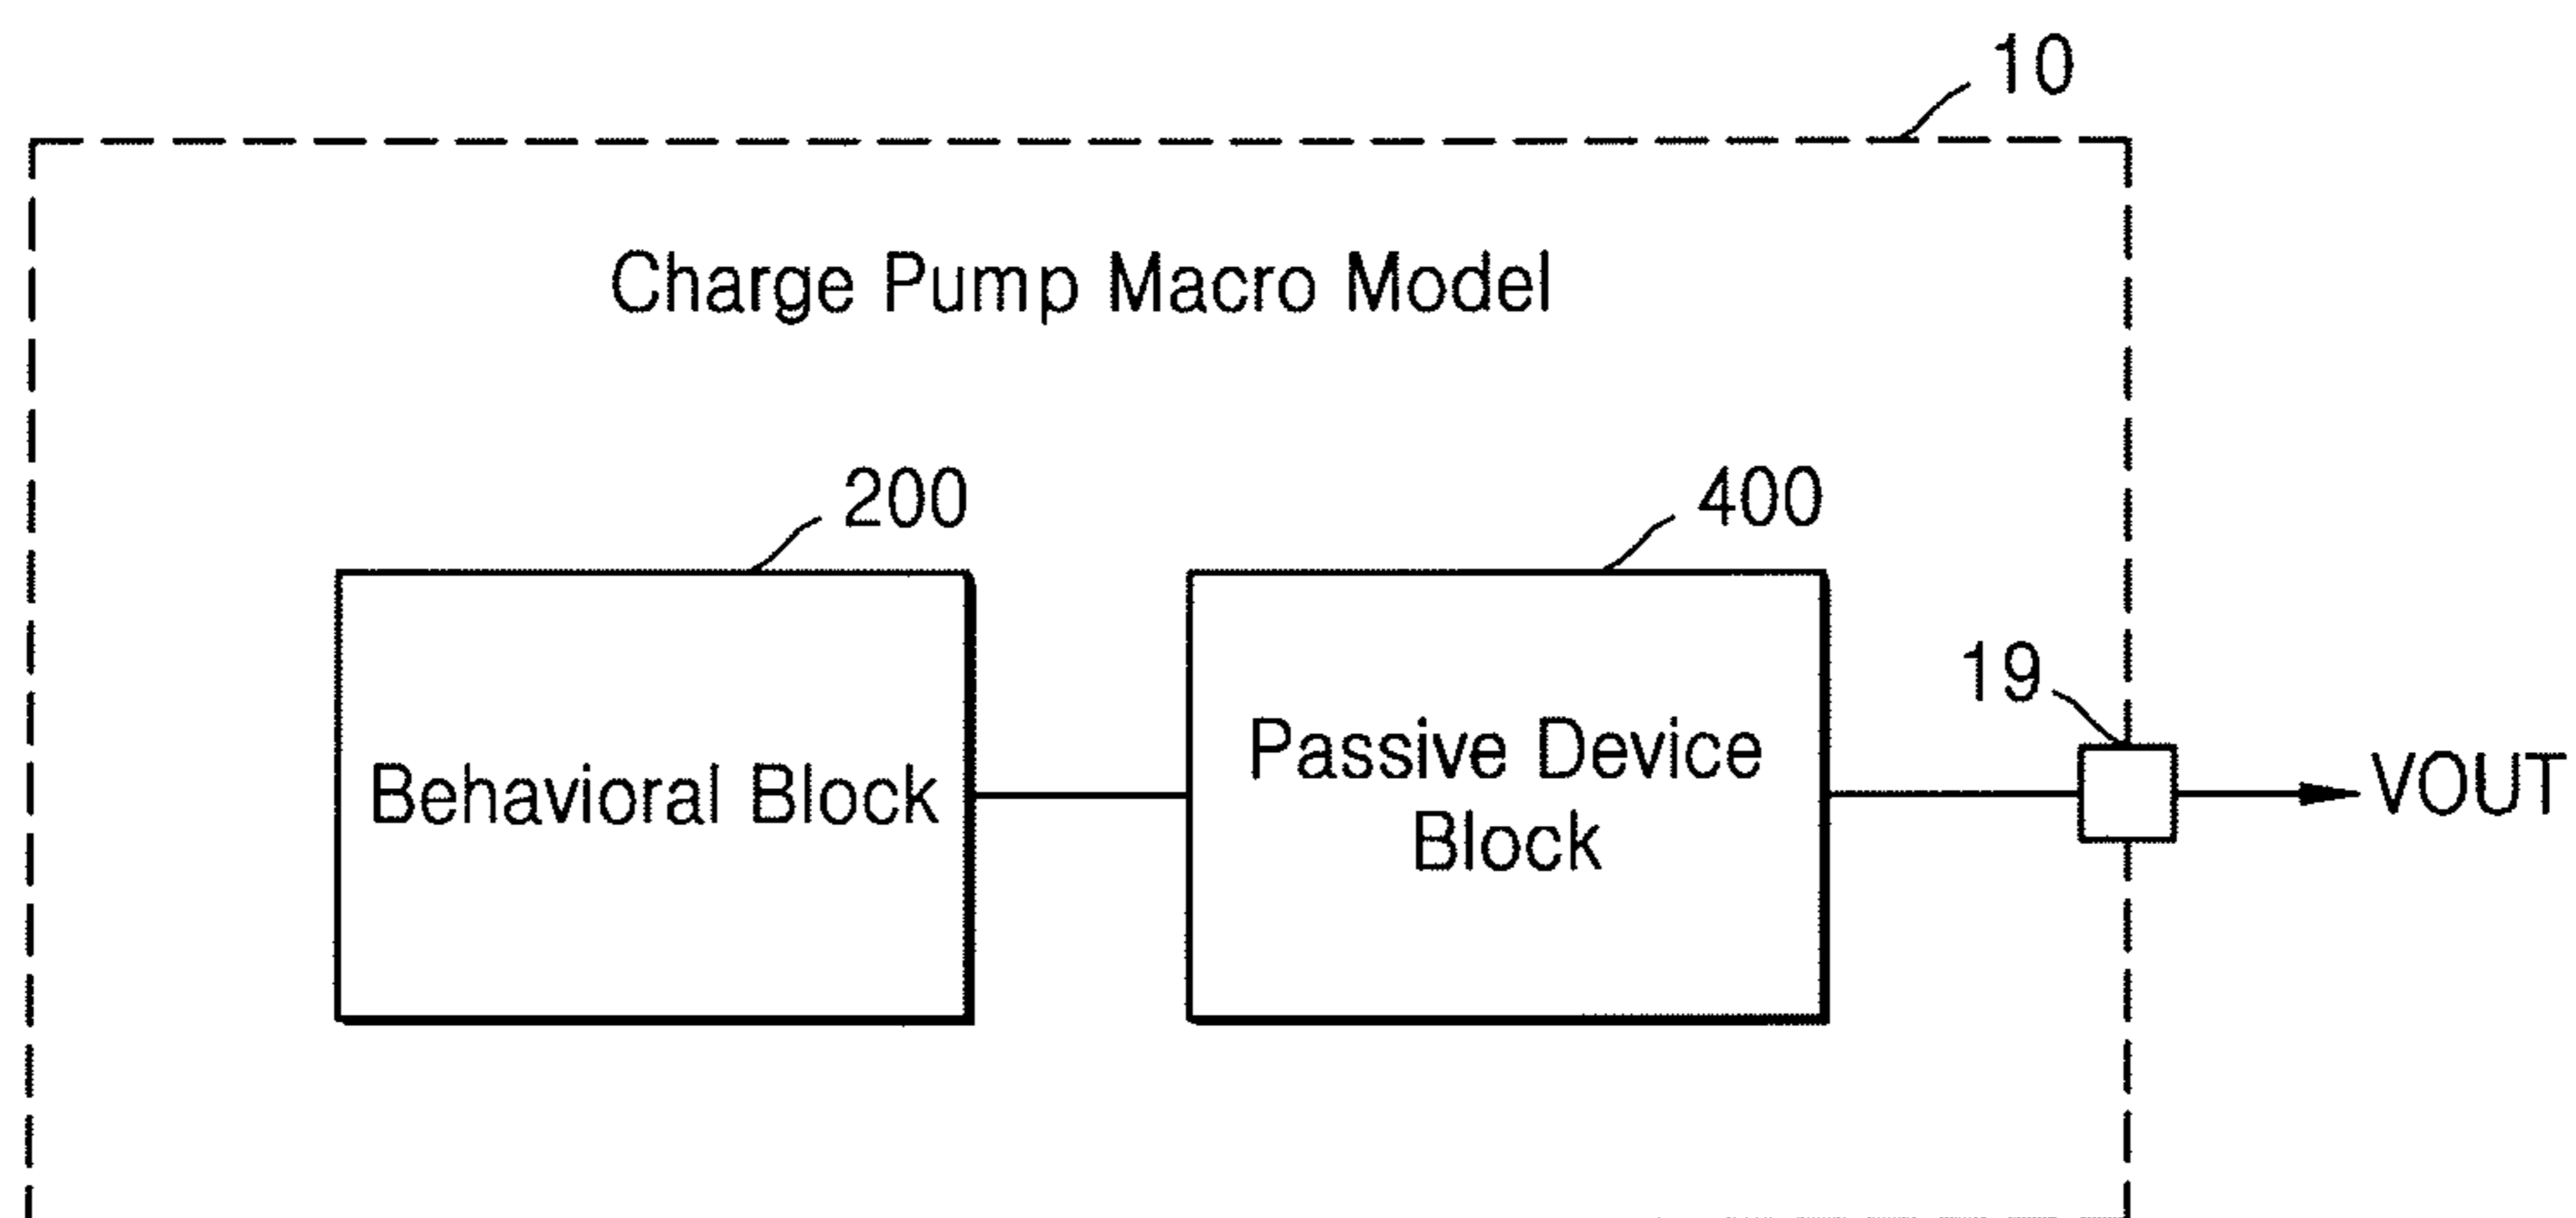 10
Charge Pump Macro Model
200
400
19
Behavioral Block
Passive Device
Block
VOUT